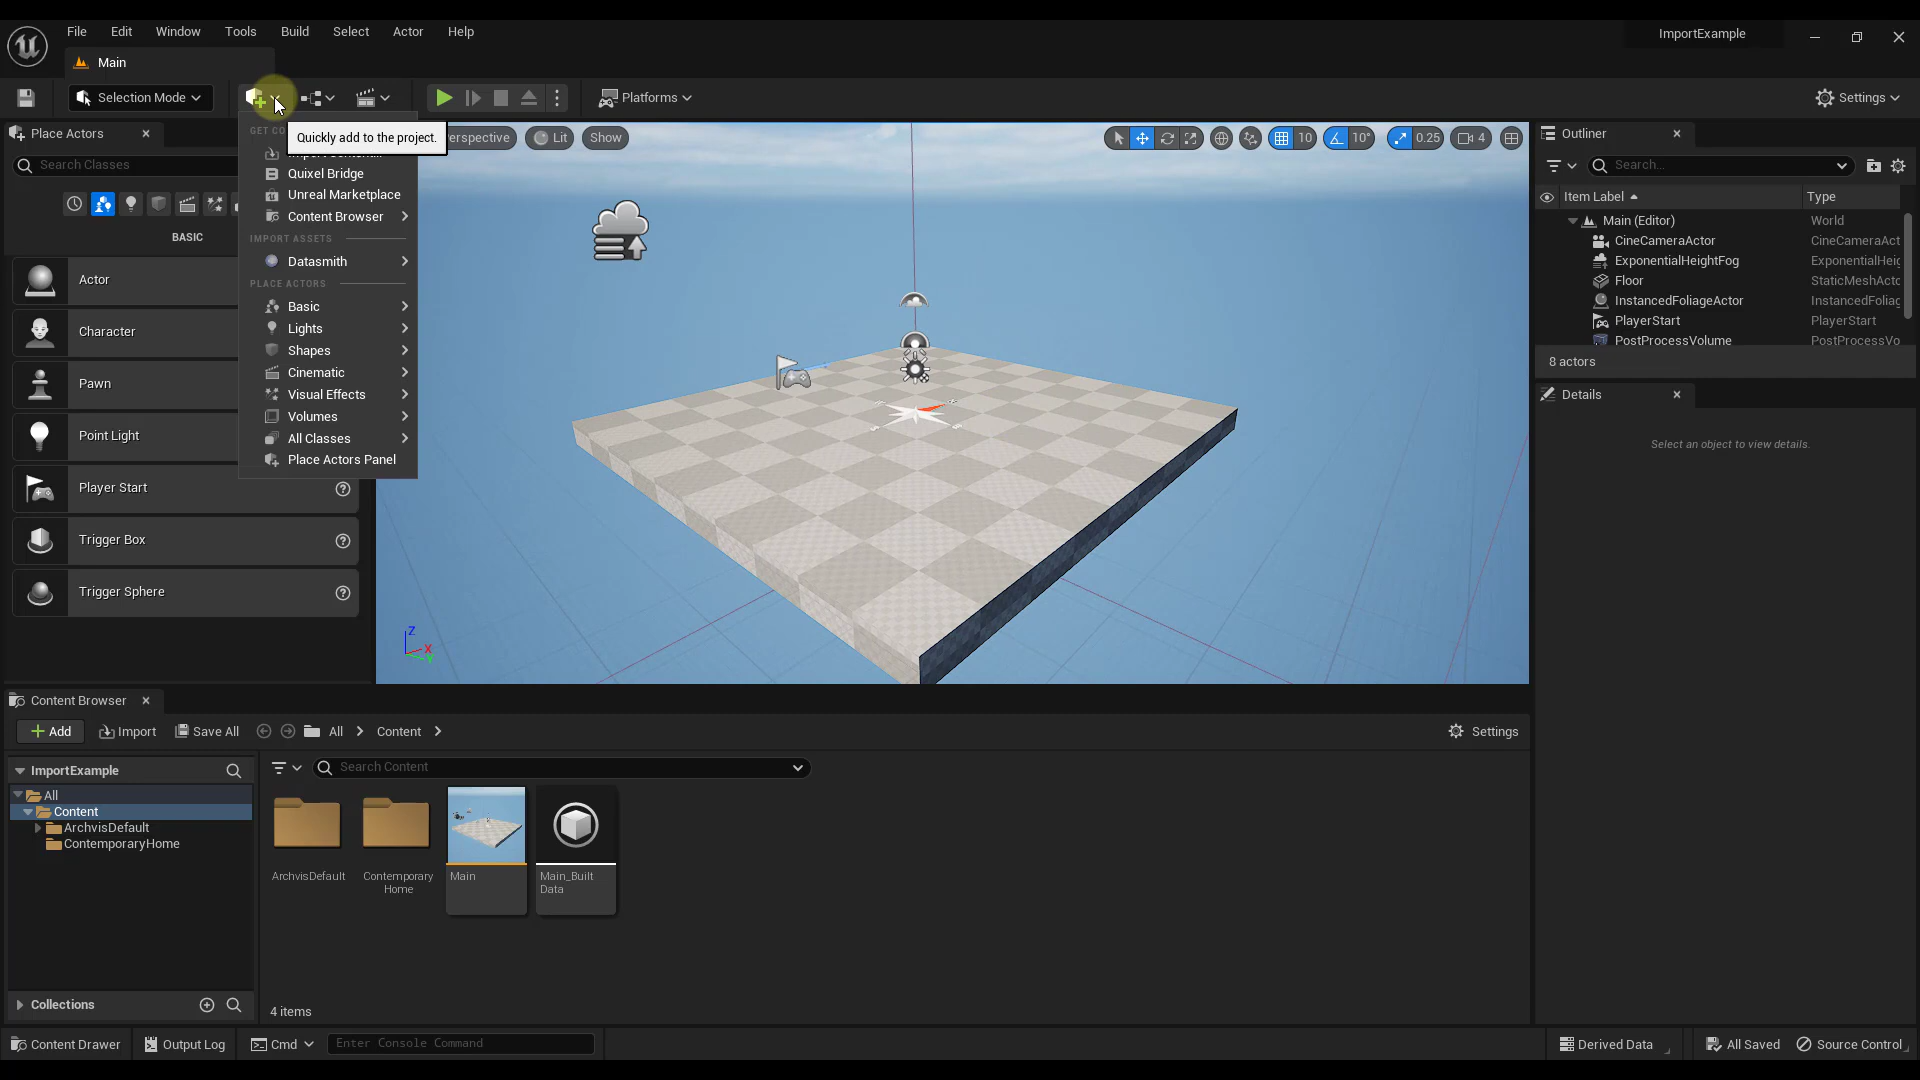 File Edit Window Tools Build Select Actor Help
ImportExample
Main
Selection Mode
Platforms
Settings
Place Actors
Search Classes
BASIC
Actor
Character
Pawn
Point Light
Player Start
Trigger Box
Trigger Sphere
GET CO
Quickly add to the project.
Quixel Bridge
Unreal Marketplace
Content Browser
IMPORT ASSETS
Datasmith
PLACE ACTORS
Basic
Lights
Shapes
Cinematic
Visual Effects
Volumes
All Classes
Place Actors Panel
erspective Lit Show
10 10° 0.25 4
Z
X
Y
Outliner
Search...
Item Label Type
Main (Editor) World
CineCameraActor CineCameraAct
ExponentialHeightFog ExponentialHeig
Floor StaticMeshActo
InstancedFoliageActor InstancedFoliag
PlayerStart PlayerStart
PostProcessVolume PostProcessVo
8 actors
Details
Select an object to view details.
Content Browser
Add Import Save All All Content Settings
ImportExample
All
Content
ArchvisDefault
ContemporaryHome
Collections
Search Content
ArchvisDefault
Contemporary
Home
Main
Main_Built
Data
4 items
Content Drawer Output Log Cmd Enter Console Command Derived Data All Saved Source Control